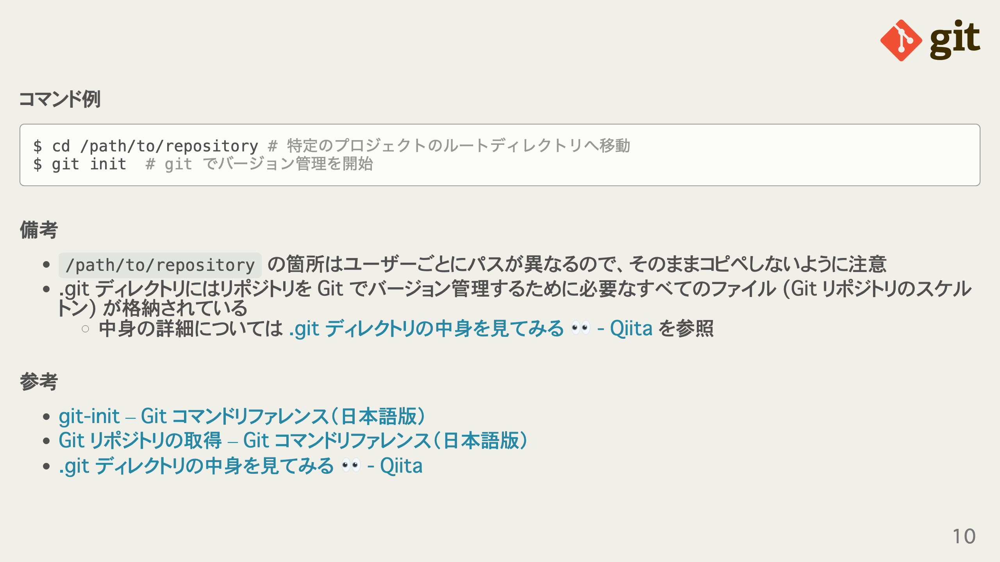 git
コマンド例
$ cd /path/to/repository # 特定のプロジェクトのルートディレクトリへ移動
$ git init  # git でバージョン管理を開始
備考
• /path/to/repository の箇所はユーザーごとにパスが異なるので、そのままコピペしないように注意
• .git ディレクトリにはリポジトリを Git でバージョン管理するために必要なすべてのファイル (Git リポジトリのスケル
トン) が格納されている
○ 中身の詳細については .git ディレクトリの中身を見てみる 👀 - Qiita を参照
参考
• git-init – Git コマンドリファレンス（日本語版）
• Git リポジトリの取得 – Git コマンドリファレンス（日本語版）
• .git ディレクトリの中身を見てみる 👀 - Qiita
10